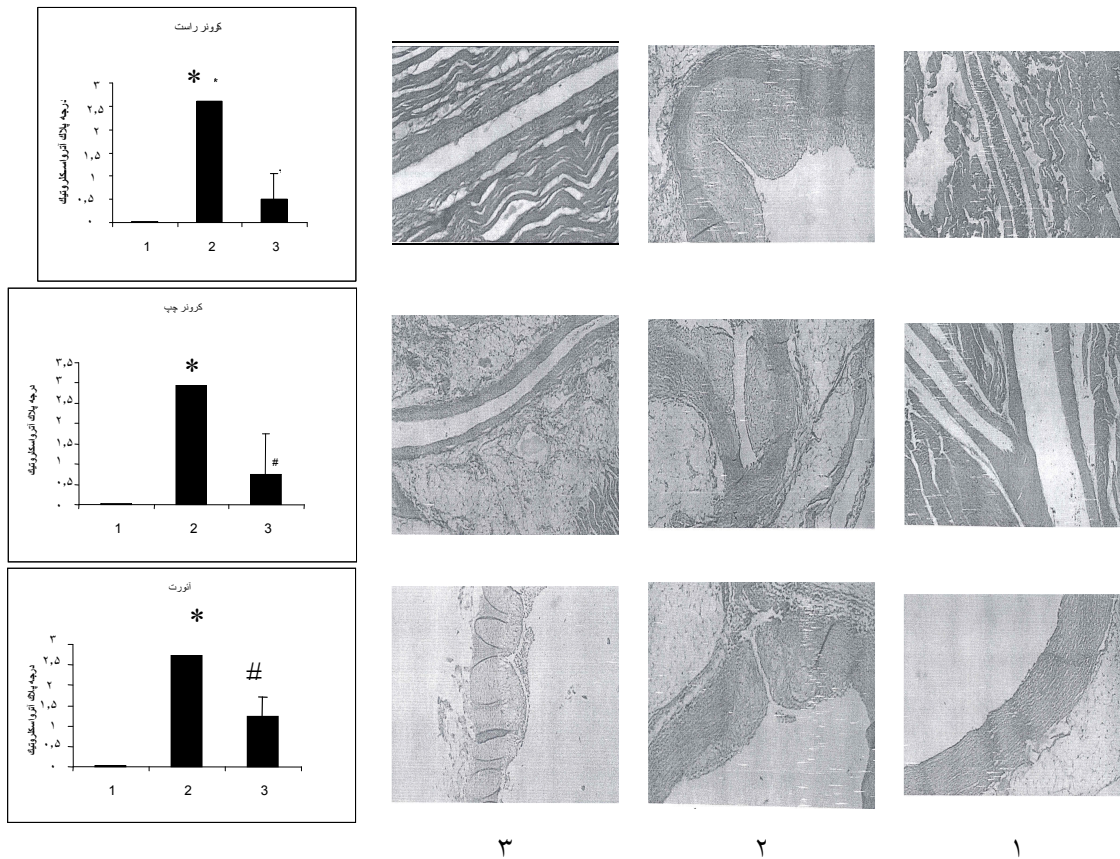 کرونر راست
درجه پلاک آترواسکلروتیک
۳
۲,۵
۲
۱,۵
۱
۰,۵
۰
* *
1 2 3
کرونر چپ
درجه پلاک آترواسکلروتیک
۳,۵
۳
۲,۵
۲
۱,۵
۱
۰,۵
۰
*
#
1 2 3
آئورت
درجه پلاک آترواسکلروتیک
۳
۲,۵
۲
۱,۵
۱
۰,۵
۰
*
#
1 2 3
۳ ۲ ۱